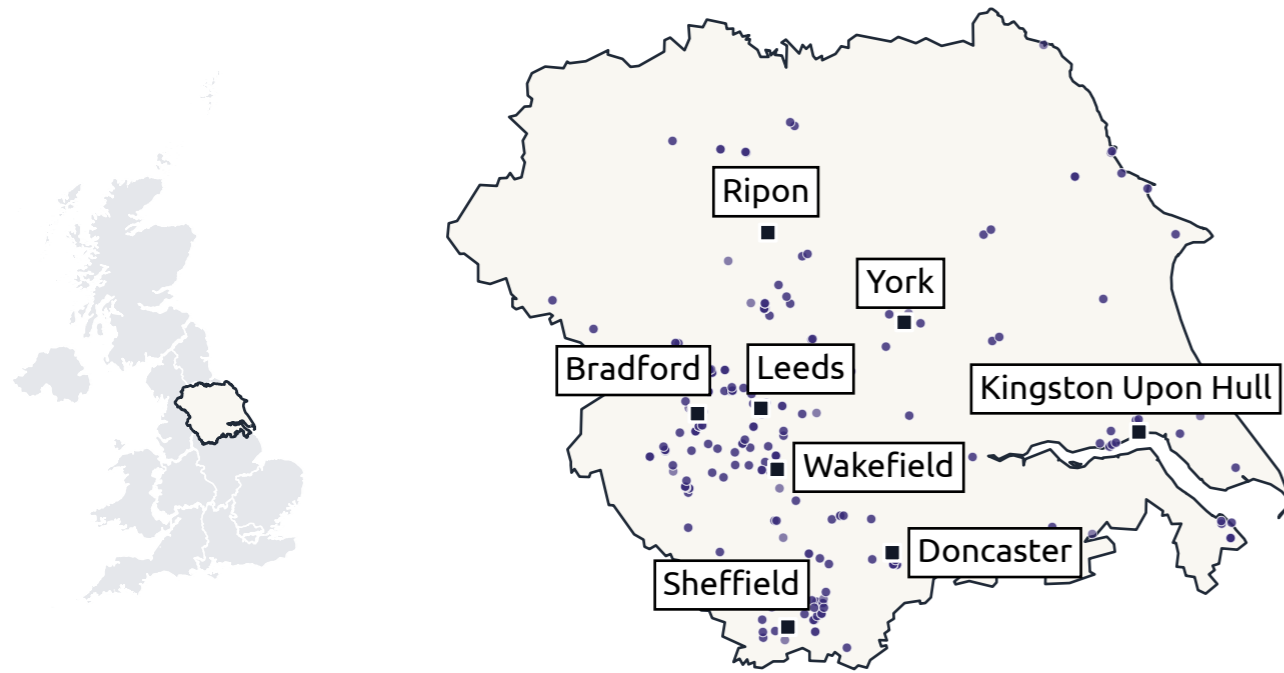 Ripon
York
Bradford
Leeds
Kingston Upon Hull
Wakefield
Doncaster
Sheffield